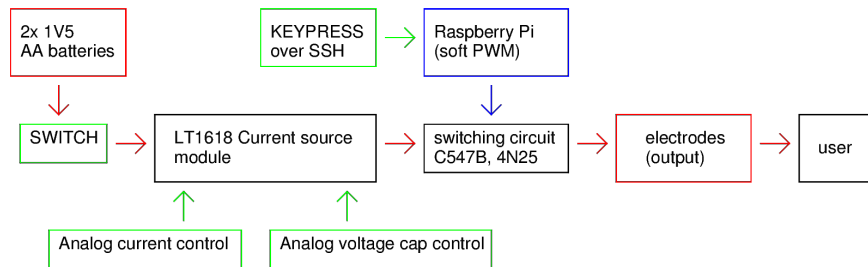 2x 1V5
AA batteries
KEYPRESS
over SSH
Raspberry Pi
(soft PWM)
SWITCH
LT1618 Current source
module
switching circuit
C547B, 4N25
electrodes
(output)
user
Analog current control
Analog voltage cap control